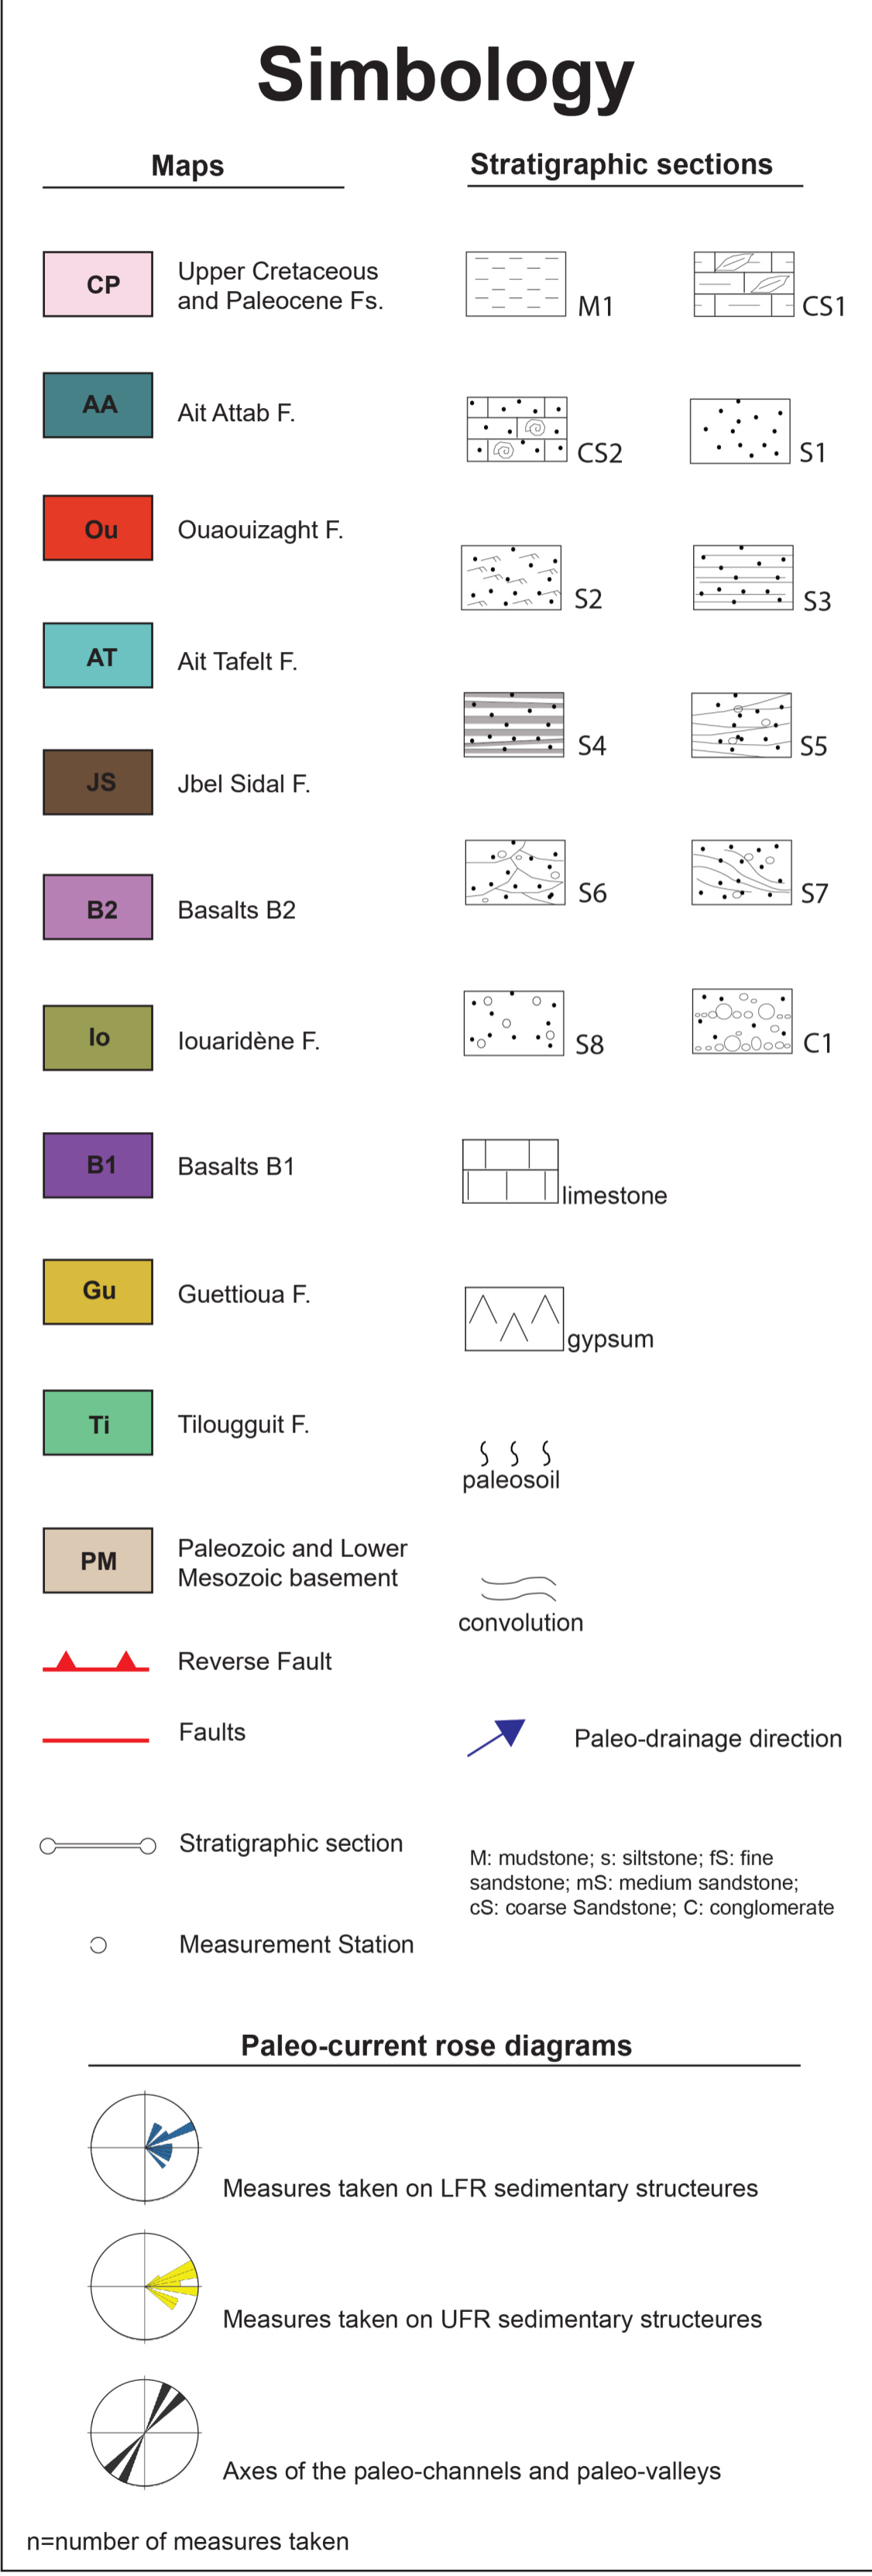 Simbology
Maps
CP
Upper Cretaceous
and Paleocene Fs.
AA
Ait Attab F.
Ou
Ouaouizaght F.
AT
Ait Tafelt F.
JS
Jbel Sidal F.
B2
Basalts B2
Io
Iouaridène F.
B1
Basalts B1
Gu
Guettioua F.
Ti
Tilougguit F.
PM
Paleozoic and Lower
Mesozoic basement
Reverse Fault
Faults
Stratigraphic section
Measurement Station
Stratigraphic sections
M1
CS1
CS2
S1
S2
S3
S4
S5
S6
S7
S8
C1
limestone
gypsum
paleosoil
convolution
Paleo-drainage direction
M: mudstone; s: siltstone; fS: fine
sandstone; mS: medium sandstone;
cS: coarse Sandstone; C: conglomerate
Paleo-current rose diagrams
Measures taken on LFR sedimentary structeures
Measures taken on UFR sedimentary structeures
Axes of the paleo-channels and paleo-valleys
n=number of measures taken